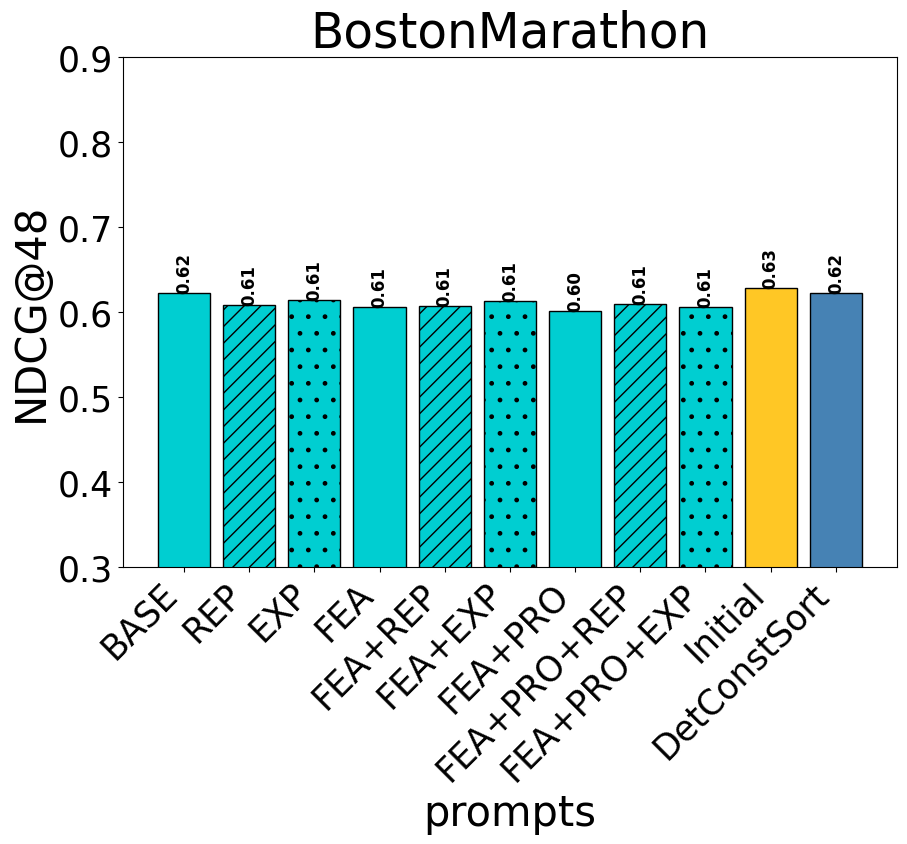 BostonMarathon
NDCG@48
0.9
0.8
0.7
0.6
0.5
0.4
0.3
0.62
0.61
0.61
0.61
0.61
0.61
0.60
0.61
0.61
0.63
0.62
BASE
REP
EXP
FEA
FEA+REP
FEA+EXP
FEA+PRO
FEA+PRO+REP
FEA+PRO+EXP
Initial
DetConstSort
prompts